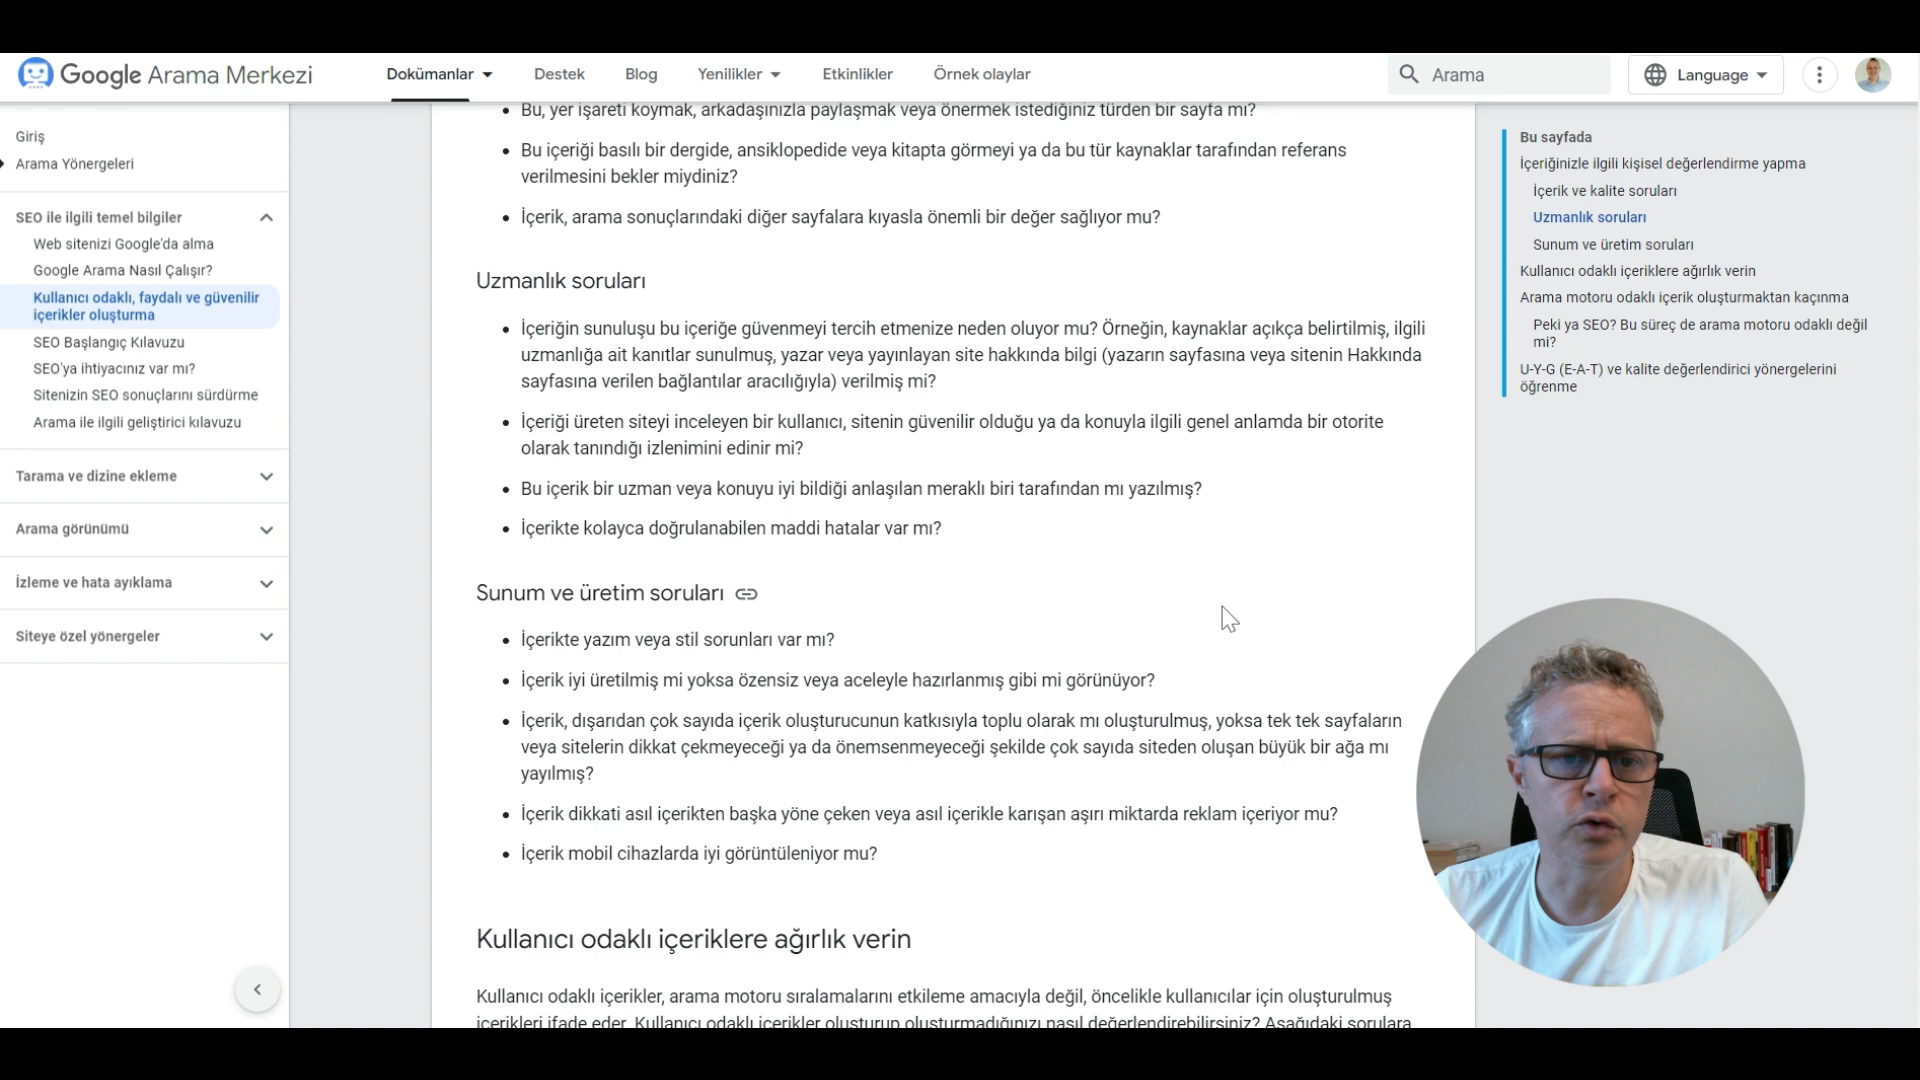 Google Arama Merkezi
Dokümanlar
Destek
Blog
Yenilikler
Etkinlikler
Örnek olaylar
Arama
Language
Giriş
Arama Yönergeleri
SEO ile ilgili temel bilgiler
Web sitenizi Google'da alma
Google Arama Nasıl Çalışır?
Kullanıcı odaklı, faydalı ve güvenilir
içerikler oluşturma
SEO Başlangıç Kılavuzu
SEO'ya ihtiyacınız var mı?
Sitenizin SEO sonuçlarını sürdürme
Arama ile ilgili geliştirici kılavuzu
Tarama ve dizine ekleme
Arama görünümü
İzleme ve hata ayıklama
Siteye özel yönergeler
Bu, yer işareti koymak, arkadaşınızla paylaşmak veya önermek istediğiniz türden bir sayfa mı?
Bu içeriği basılı bir dergide, ansiklopedide veya kitapta görmeyi ya da bu tür kaynaklar tarafından referans
verilmesini bekler miydiniz?
İçerik, arama sonuçlarındaki diğer sayfalara kıyasla önemli bir değer sağlıyor mu?
Uzmanlık soruları
İçeriğin sunuluşu bu içeriğe güvenmeyi tercih etmenize neden oluyor mu? Örneğin, kaynaklar açıkça belirtilmiş, ilgili
uzmanlığa ait kanıtlar sunulmuş, yazar veya yayınlayan site hakkında bilgi (yazarın sayfasına veya sitenin Hakkında
sayfasına verilen bağlantılar aracılığıyla) verilmiş mi?
İçeriği üreten siteyi inceleyen bir kullanıcı, sitenin güvenilir olduğu ya da konuyla ilgili genel anlamda bir otorite
olarak tanındığı izlenimini edinir mi?
Bu içerik bir uzman veya konuyu iyi bildiği anlaşılan meraklı biri tarafından mı yazılmış?
İçerikte kolayca doğrulanabilen maddi hatalar var mı?
Sunum ve üretim soruları
İçerikte yazım veya stil sorunları var mı?
İçerik iyi üretilmiş mi yoksa özensiz veya aceleyle hazırlanmış gibi mi görünüyor?
İçerik, dışarıdan çok sayıda içerik oluşturucunun katkısıyla toplu olarak mı oluşturulmuş, yoksa tek tek sayfaların
veya sitelerin dikkat çekmeyeceği ya da önemsenmeyeceği şekilde çok sayıda siteden oluşan büyük bir ağa mı
yayılmış?
İçerik dikkati asıl içerikten başka yöne çeken veya asıl içerikle karışan aşırı miktarda reklam içeriyor mu?
İçerik mobil cihazlarda iyi görüntüleniyor mu?
Kullanıcı odaklı içeriklere ağırlık verin
Kullanıcı odaklı içerikler, arama motoru sıralamalarını etkileme amacıyla değil, öncelikle kullanıcılar için oluşturulmuş
içerikleri ifade eder. Kullanıcı odaklı içerikler oluşturup oluşturmadığınızı nasıl değerlendirebilirsiniz? Aşağıdaki sorulara
Bu sayfada
İçeriğinizle ilgili kişisel değerlendirme yapma
İçerik ve kalite soruları
Uzmanlık soruları
Sunum ve üretim soruları
Kullanıcı odaklı içeriklere ağırlık verin
Arama motoru odaklı içerik oluşturmaktan kaçınma
Peki ya SEO? Bu süreç de arama motoru odaklı değil
mi?
U-Y-G (E-A-T) ve kalite değerlendirici yönergelerini
öğrenme